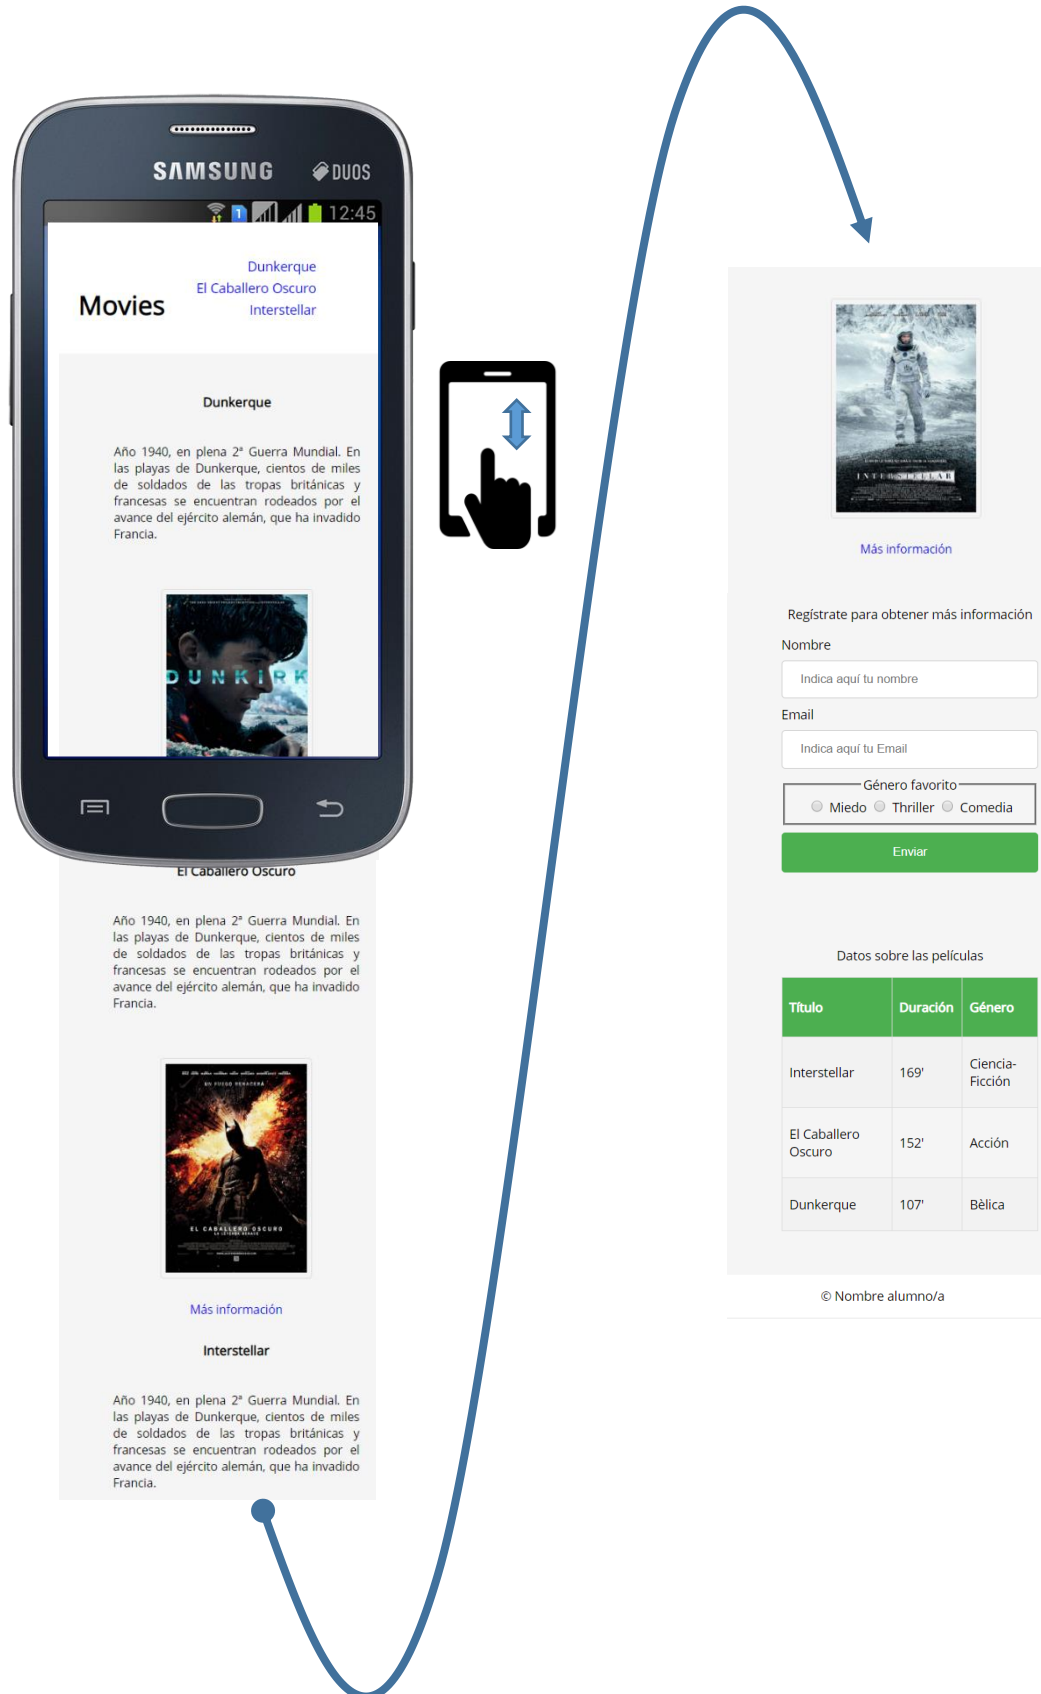 SAMSUNG
DUOS
1
12:45
Dunkerque
El Caballero Oscuro
Interstellar
Movies
Dunkerque
Año 1940, en plena 2ª Guerra Mundial. En
las playas de Dunkerque, cientos de miles
de soldados de las tropas británicas y
francesas se encuentran rodeados por el
avance del ejército alemán, que ha invadido
Francia.
DUNKIRK
El Caballero Oscuro
Año 1940, en plena 2ª Guerra Mundial. En
las playas de Dunkerque, cientos de miles
de soldados de las tropas británicas y
francesas se encuentran rodeados por el
avance del ejército alemán, que ha invadido
Francia.
UN FUEGO RENACERÁ
EL CABALLERO OSCURO
LA LEYENDA RENACE
Más información
Interstellar
Año 1940, en plena 2ª Guerra Mundial. En
las playas de Dunkerque, cientos de miles
de soldados de las tropas británicas y
francesas se encuentran rodeados por el
avance del ejército alemán, que ha invadido
Francia.
INTERSTELLAR
Más información
Regístrate para obtener más información
Nombre
Indica aquí tu nombre
Email
Indica aquí tu Email
Género favorito
Miedo Thriller Comedia
Enviar
Datos sobre las películas
Título Duración Género
Interstellar 169' Ciencia-
Ficción
El Caballero
Oscuro 152' Acción
Dunkerque 107' Bèlica
© Nombre alumno/a